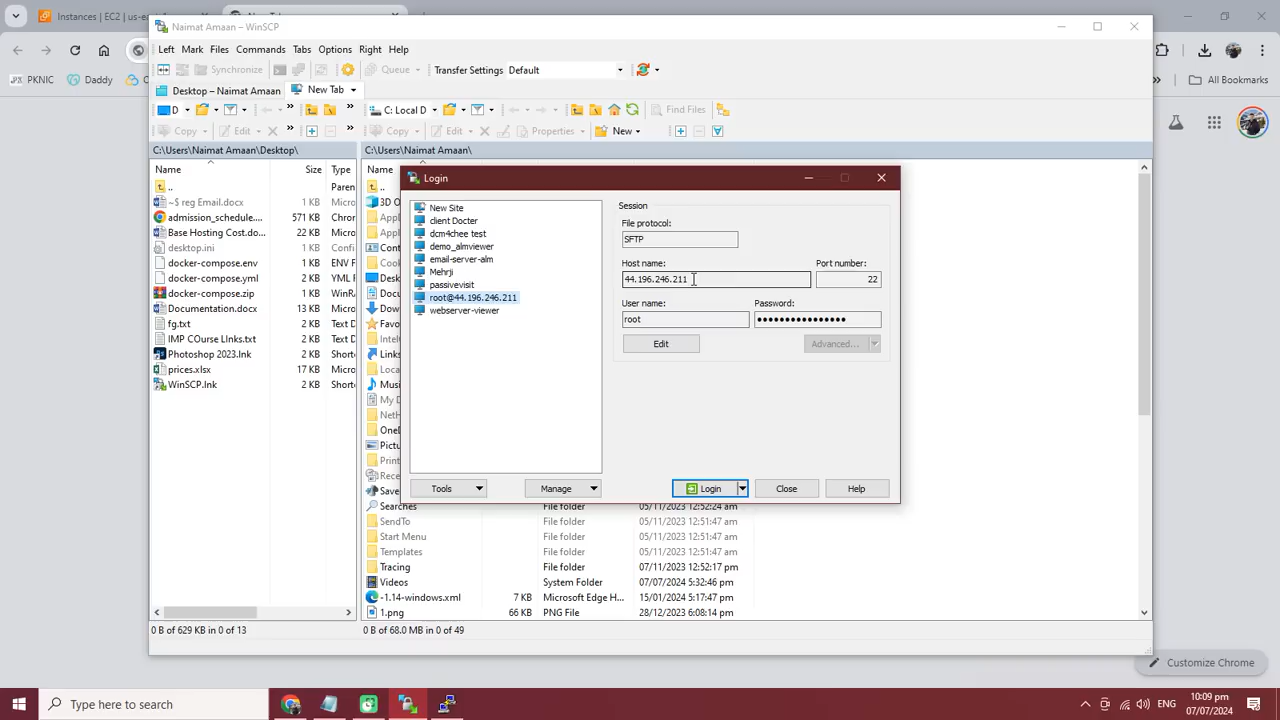 Instances | EC2 | us-ea
Naimat Amaan – WinSCP
Left Mark Files Commands Tabs Options Right Help
Synchronize Queue Transfer Settings Default
Desktop – Naimat Amaan New Tab
PKNIC Daddy All Bookmarks
D C: Local D Find Files
Copy Edit Copy Edit Properties New
C:\Users\Naimat Amaan\Desktop\ C:\Users\Naimat Amaan\
Name Size Type Name
.. Paren ..
~$ reg Email.docx 1 KB Micro
admission_schedule.... 571 KB Chrom
Base Hosting Cost.do... 22 KB Micro
desktop.ini 1 KB Confi
docker-compose.env 1 KB ENV F
docker-compose.yml 2 KB Yaml
docker-compose.zip 2 KB WinRA
Documentation.docx 13 KB Micro
fg.txt 1 KB Text D
IMP COurse LInks.txt 1 KB Text D
Photoshop 2023.lnk 2 KB Short
prices.xlsx 17 KB Micro
WinSCP.lnk 2 KB Short
Login
New Site
client Docter
dcm4chee test
demo_almviewer
email-server-alm
Mehrji
passivevisit
root@44.196.246.211
webserver-viewer
Session
File protocol:
SFTP
Host name: Port number:
44.196.246.211 22
User name: Password:
root ••••••••••••••••
Edit Advanced...
Tools Manage Login Close Help
Searches File folder 05/11/2023 12:52:24 am
SendTo File folder 05/11/2023 12:51:47 am
Start Menu File folder 05/11/2023 12:51:47 am
Templates File folder 05/11/2023 12:51:47 am
Tracing File folder 07/11/2023 12:52:17 pm
Videos System Folder 07/07/2024 5:32:46 pm
-1.14-windows.xml 7 KB Microsoft Edge H... 15/01/2024 5:17:47 pm
1.png 66 KB PNG File 28/12/2023 6:08:14 pm
0 B of 629 KB in 0 of 13 0 B of 68.0 MB in 0 of 49
Customize Chrome
Type here to search
ENG 10:09 pm
07/07/2024